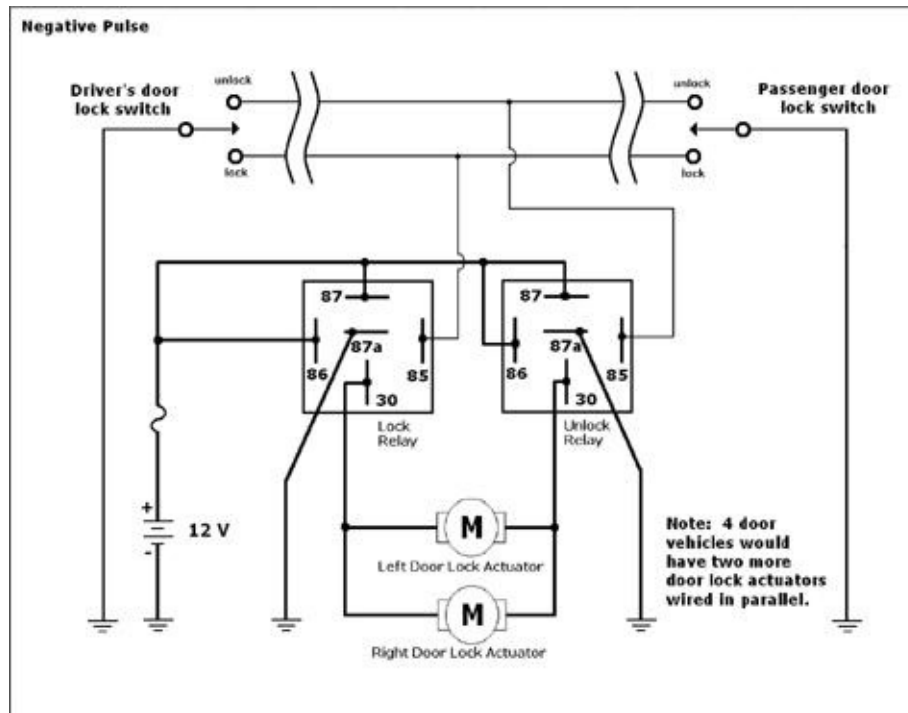 Negative Pulse
unlock
unlock
Driver's door
lock switch
Passenger door
lock switch
lock
lock
87
87
87a
87a
86
85
86
85
30
30
Lock
Relay
Unlock
Relay
+
12 V
-
M
Left Door Lock Actuator
M
Right Door Lock Actuator
Note: 4 door
vehicles would
have two more
door lock actuators
wired in parallel.